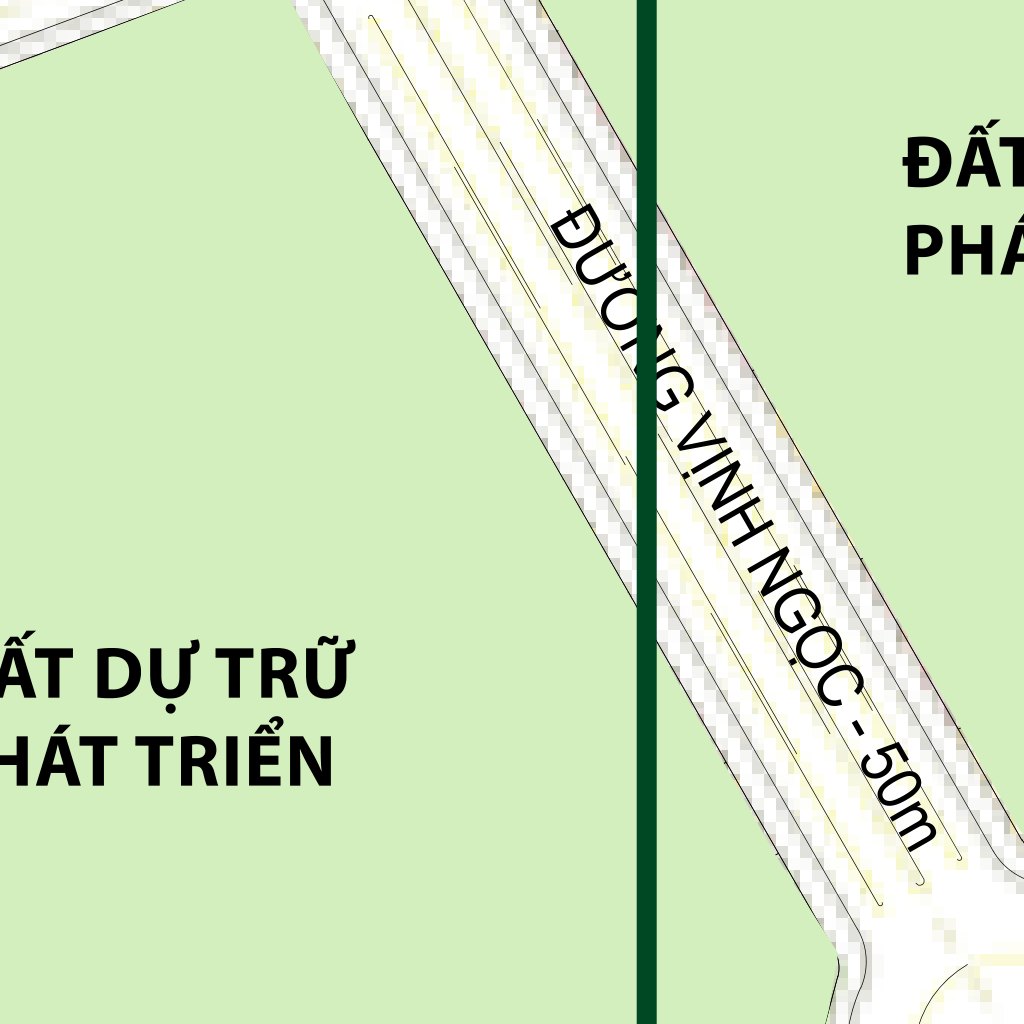 ĐẤT
PHÁ
ĐƯỜNG VỊNH NGỌC - 50m
ẤT DỰ TRỮ
HÁT TRIỂN